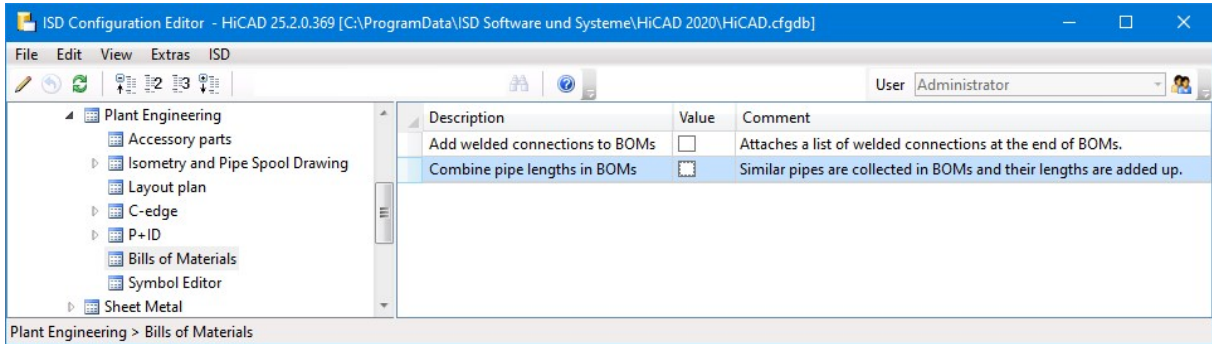 ISD Configuration Editor - HiCAD 25.2.0.369 [C:\ProgramData\ISD Software und Systeme\HiCAD 2020\HiCAD.cfgdb]
File Edit View Extras ISD
2 3 User Administrator
Plant Engineering
Accessory parts
Isometry and Pipe Spool Drawing
Layout plan
C-edge
P+ID
Bills of Materials
Symbol Editor
Sheet Metal
Description Value Comment
Add welded connections to BOMs Attaches a list of welded connections at the end of BOMs.
Combine pipe lengths in BOMs Similar pipes are collected in BOMs and their lengths are added up.
Plant Engineering > Bills of Materials